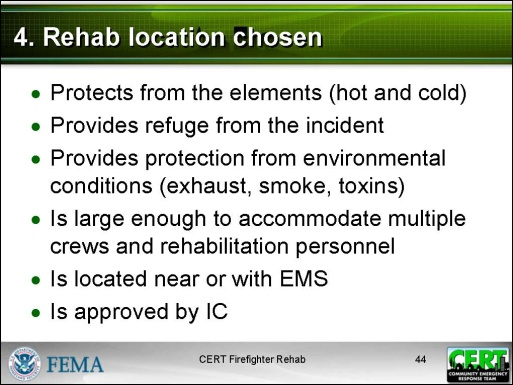 4. Rehab location chosen
Protects from the elements (hot and cold)
Provides refuge from the incident
Provides protection from environmental
conditions (exhaust, smoke, toxins)
Is large enough to accommodate multiple
crews and rehabilitation personnel
Is located near or with EMS
Is approved by IC
FEMA
CERT Firefighter Rehab
44
CERT
COMMUNITY EMERGENCY
RESPONSE TEAM